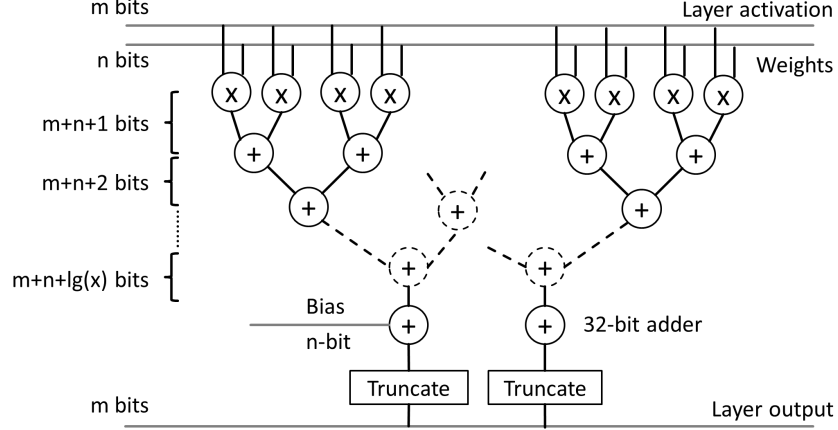 m bits
Layer activation
n bits
Weights
x x x x x x x x
m+n+1 bits
+ + + +
m+n+2 bits
+ + +
m+n+lg(x) bits
+ +
Bias
+ + 32-bit adder
n-bit
Truncate Truncate
m bits
Layer output